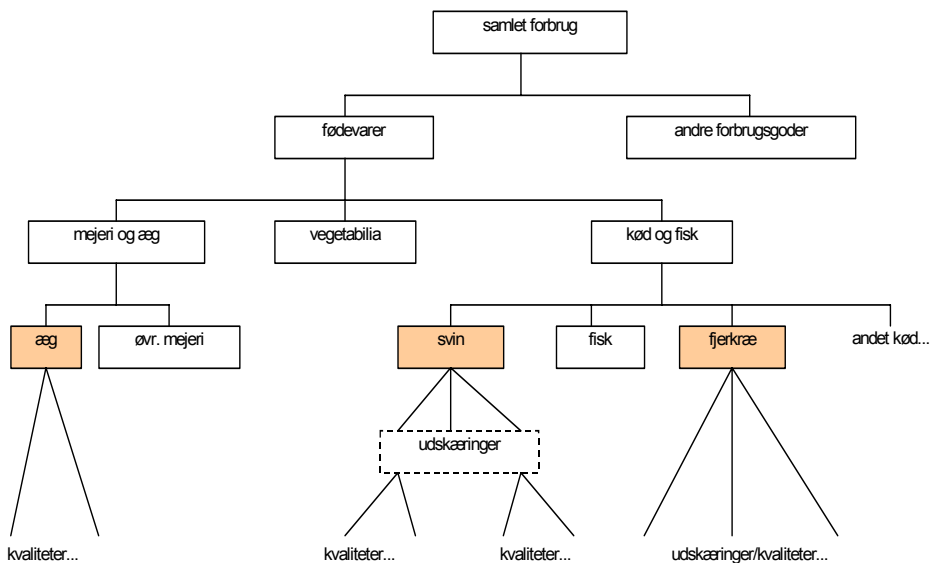 samlet forbrug
fødevarer
andre forbrugsgoder
mejeri og æg
vegetabilia
kød og fisk
æg
øvr. mejeri
svin
fisk
fjerkræ
andet kød...
udskæringer
kvaliteter...
kvaliteter...
kvaliteter...
udskæringer/kvaliteter...